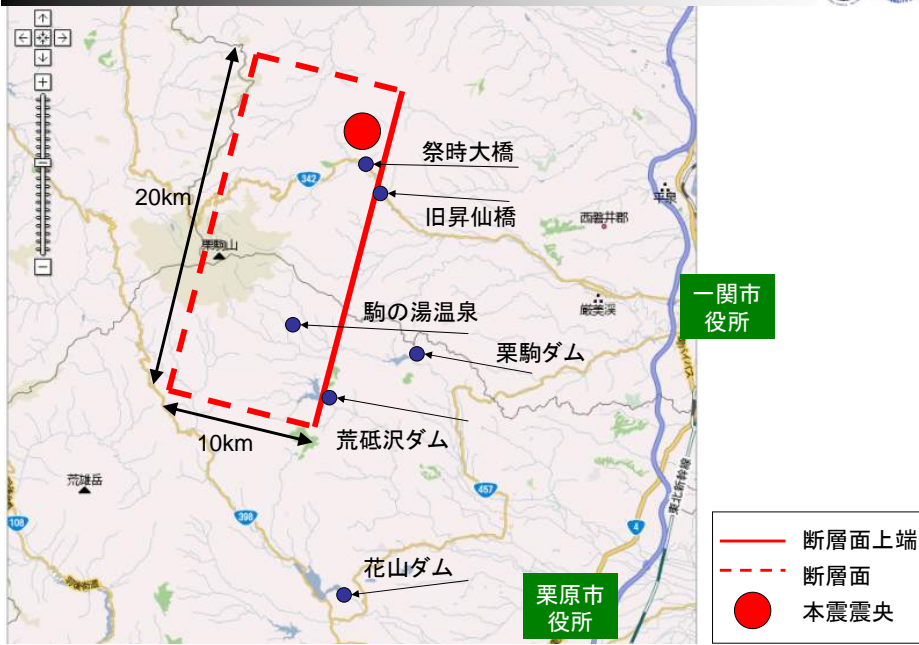 祭時大橋
342
旧昇仙橋
20km
平泉
西磐井郡
栗駒山
一関市
役所
厳美渓
駒の湯温泉
栗駒ダム
10km
荒砥沢ダム
荒雄岳
457
東北新幹線
398
108
4
花山ダム
栗原市
役所
断層面上端
断層面
本震震央